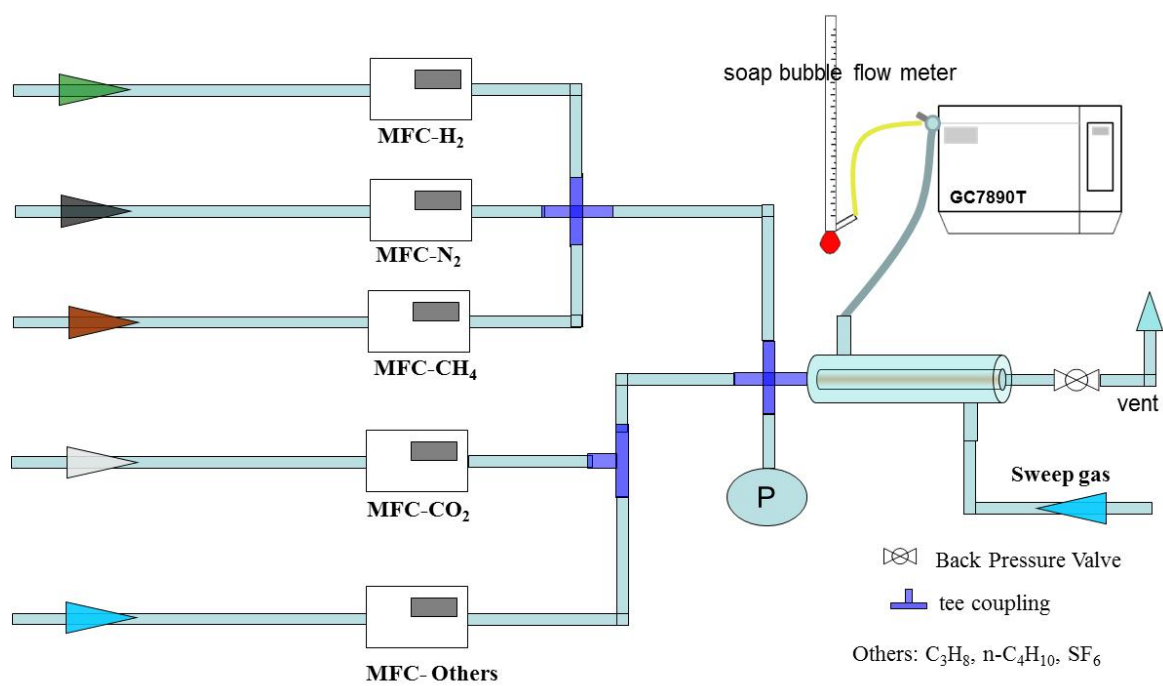 soap bubble flow meter
MFC-H₂
GC7890T
MFC-N₂
MFC-CH₄
vent
P
Sweep gas
MFC-CO₂
Back Pressure Valve
tee coupling
Others: C₃H₈, n-C₄H₁₀, SF₆
MFC- Others